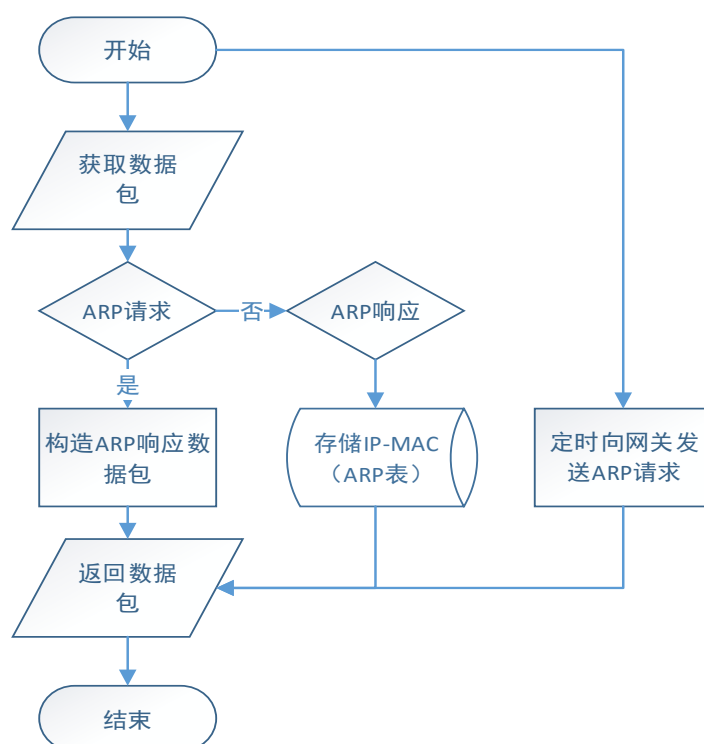 开始
获取数据
包
ARP请求
否
ARP响应
是
构造ARP响应数
据包
存储IP-MAC
（ARP表）
定时向网关发
送ARP请求
返回数据
包
结束